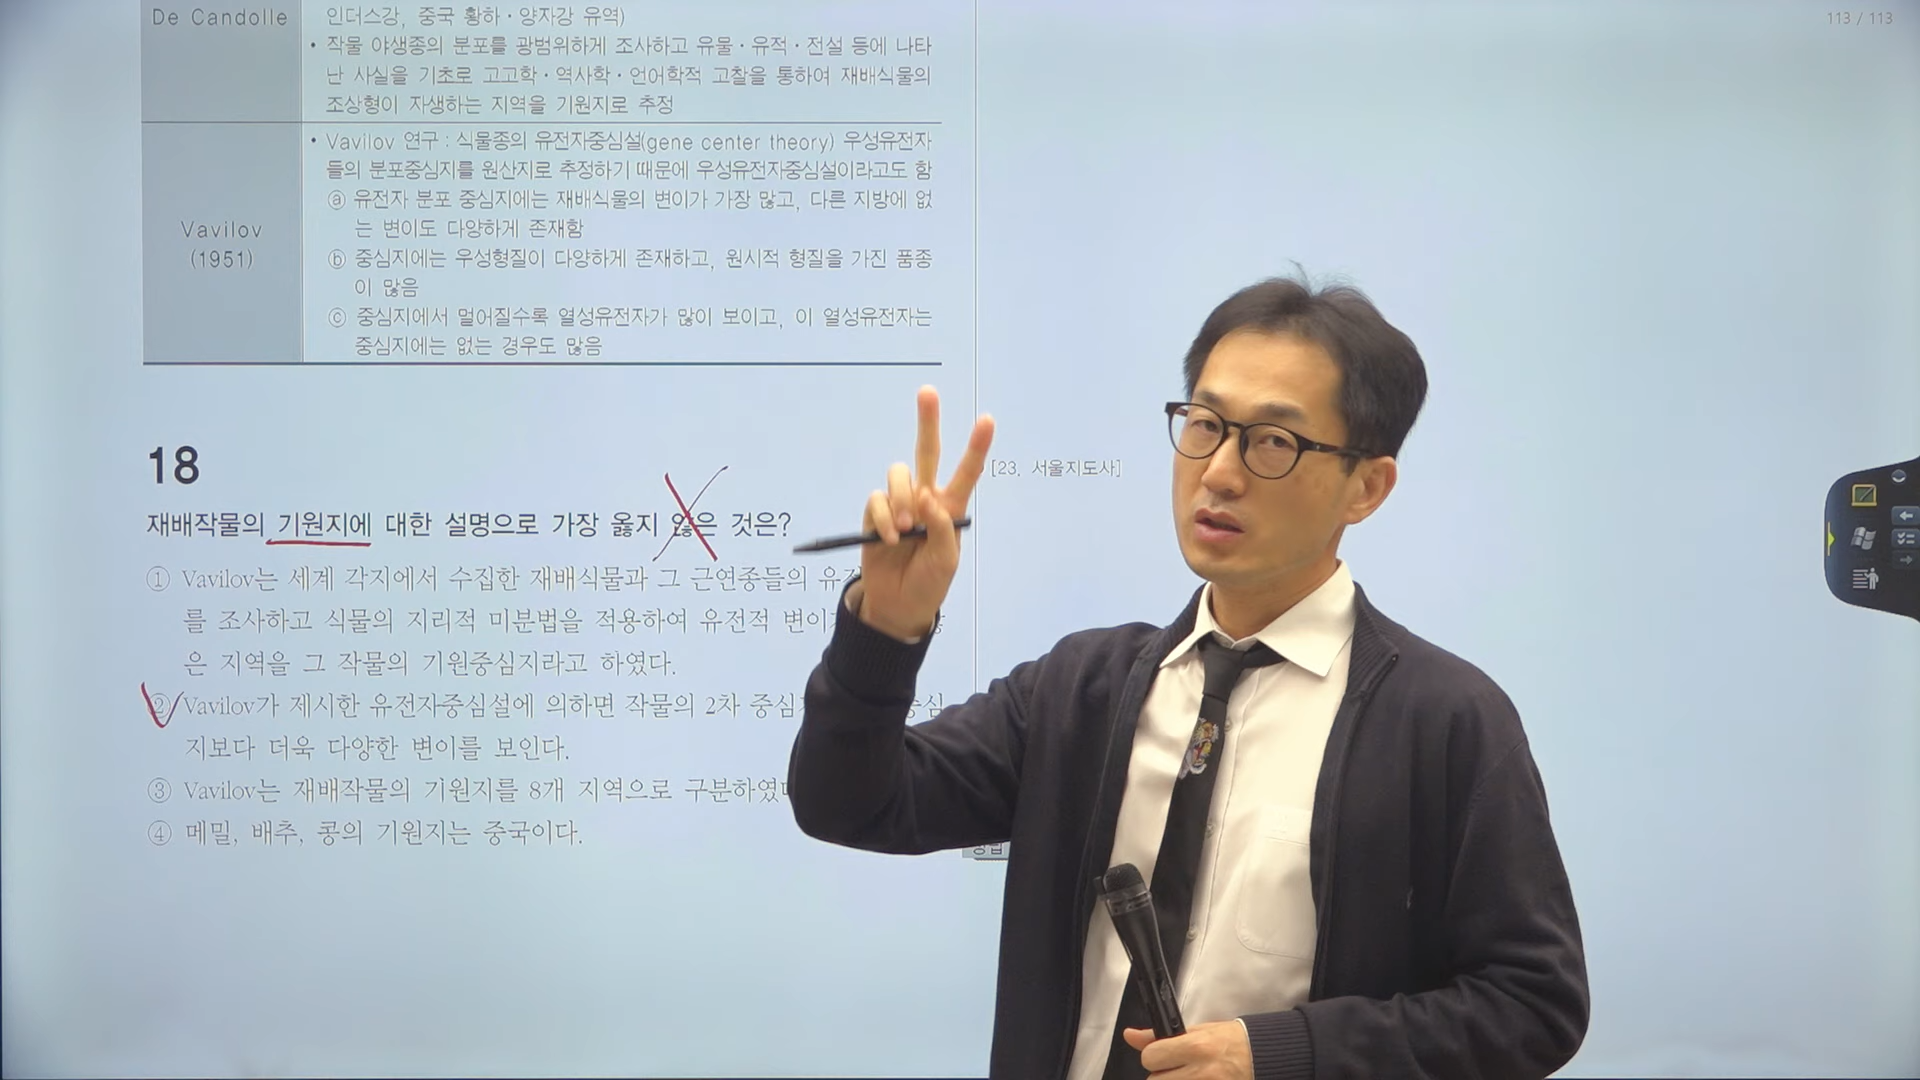 113 / 113
De Candolle
인더스강, 중국 황하·양자강 유역)
• 작물 야생종의 분포를 광범위하게 조사하고 유물·유적·전설 등에 나타
난 사실을 기초로 고고학·역사학·언어학적 고찰을 통하여 재배식물의
조상형이 자생하는 지역을 기원지로 추정
Vavilov
(1951)
• Vavilov 연구 : 식물종의 유전자중심설(gene center theory) 우성유전자
들의 분포중심지를 원산지로 추정하기 때문에 우성유전자중심설이라고도 함
ⓐ 유전자 분포 중심지에는 재배식물의 변이가 가장 많고, 다른 지방에 없
는 변이도 다양하게 존재함
ⓑ 중심지에는 우성형질이 다양하게 존재하고, 원시적 형질을 가진 품종
이 많음
ⓒ 중심지에서 멀어질수록 열성유전자가 많이 보이고, 이 열성유전자는
중심지에는 없는 경우도 많음
18
[23. 서울지도사]
재배작물의 기원지에 대한 설명으로 가장 옳지 않은 것은?
① Vavilov는 세계 각지에서 수집한 재배식물과 그 근연종들의
를 조사하고 식물의 지리적 미분법을 적용하여 유전적
은 지역을 그 작물의 기원중심지라고 하였다.
② Vavilov가 제시한 유전자중심설에 의하면 작물의 2차
지보다 더욱 다양한 변이를 보인다.
③ Vavilov는 재배작물의 기원지를 8개 지역으로
④ 메밀, 배추, 콩의 기원지는 중국이다.